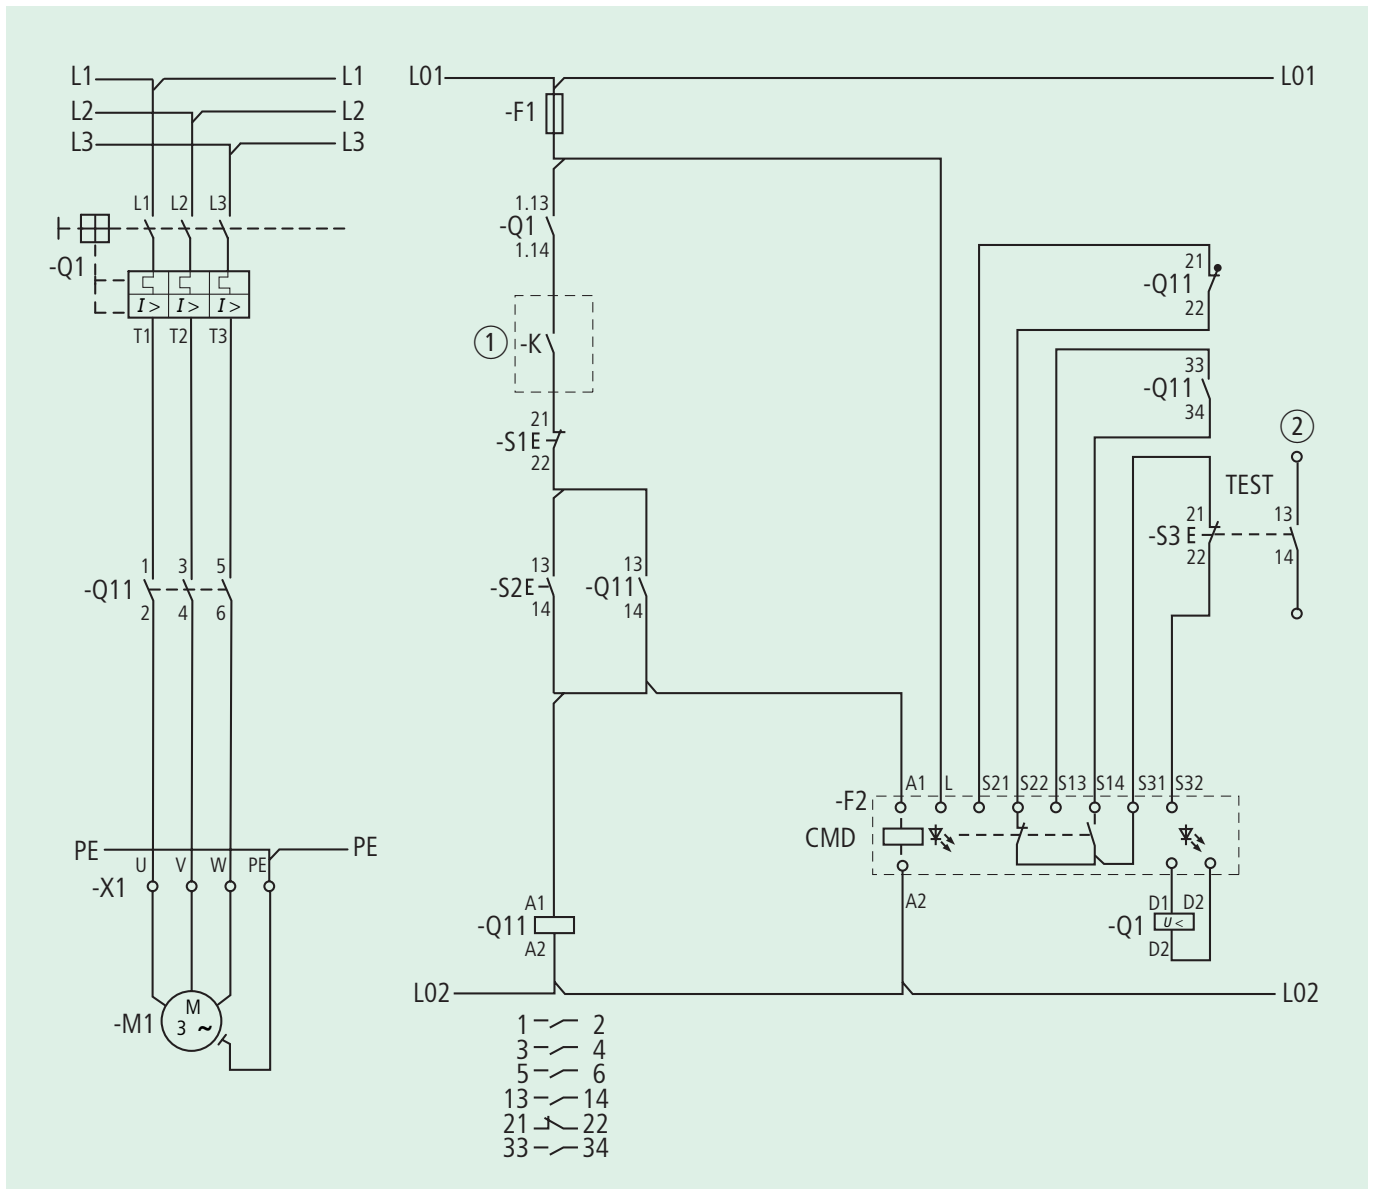 L1 L1
L2 L2
L3 L3
L1 L2 L3
-Q1
I > I > I >
T1 T2 T3
1 3 5
-Q11
2 4 6
PE PE
U V W PE
-X1
M
3 ~
-M1
L01 L01
-F1
1.13
-Q1
1.14
1 -K
21
-S1 E
22
13 13
-S2 E -Q11
14 14
A1
-Q11
A2
L02 L02
1 2
3 4
5 6
13 14
21 22
33 34
21
-Q11
22
33
-Q11
34
2
TEST
21 13
-S3 E
22 14
A1 L S21 S22 S13 S14 S31 S32
-F2
CMD
A2
D1 D2
-Q1 U <
D2